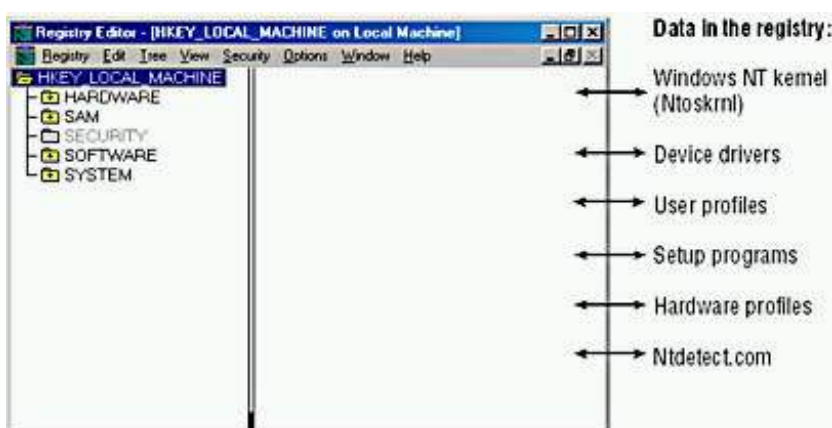 Registry Editor - [HKEY_LOCAL_MACHINE on Local Machine]
Registry Edit Tree View Security Options Window Help
HKEY_LOCAL_MACHINE
HARDWARE
SAM
SECURITY
SOFTWARE
SYSTEM
Data in the registry:
Windows NT kernel
(Ntoskrnl)
Device drivers
User profiles
Setup programs
Hardware profiles
Ntdetect.com